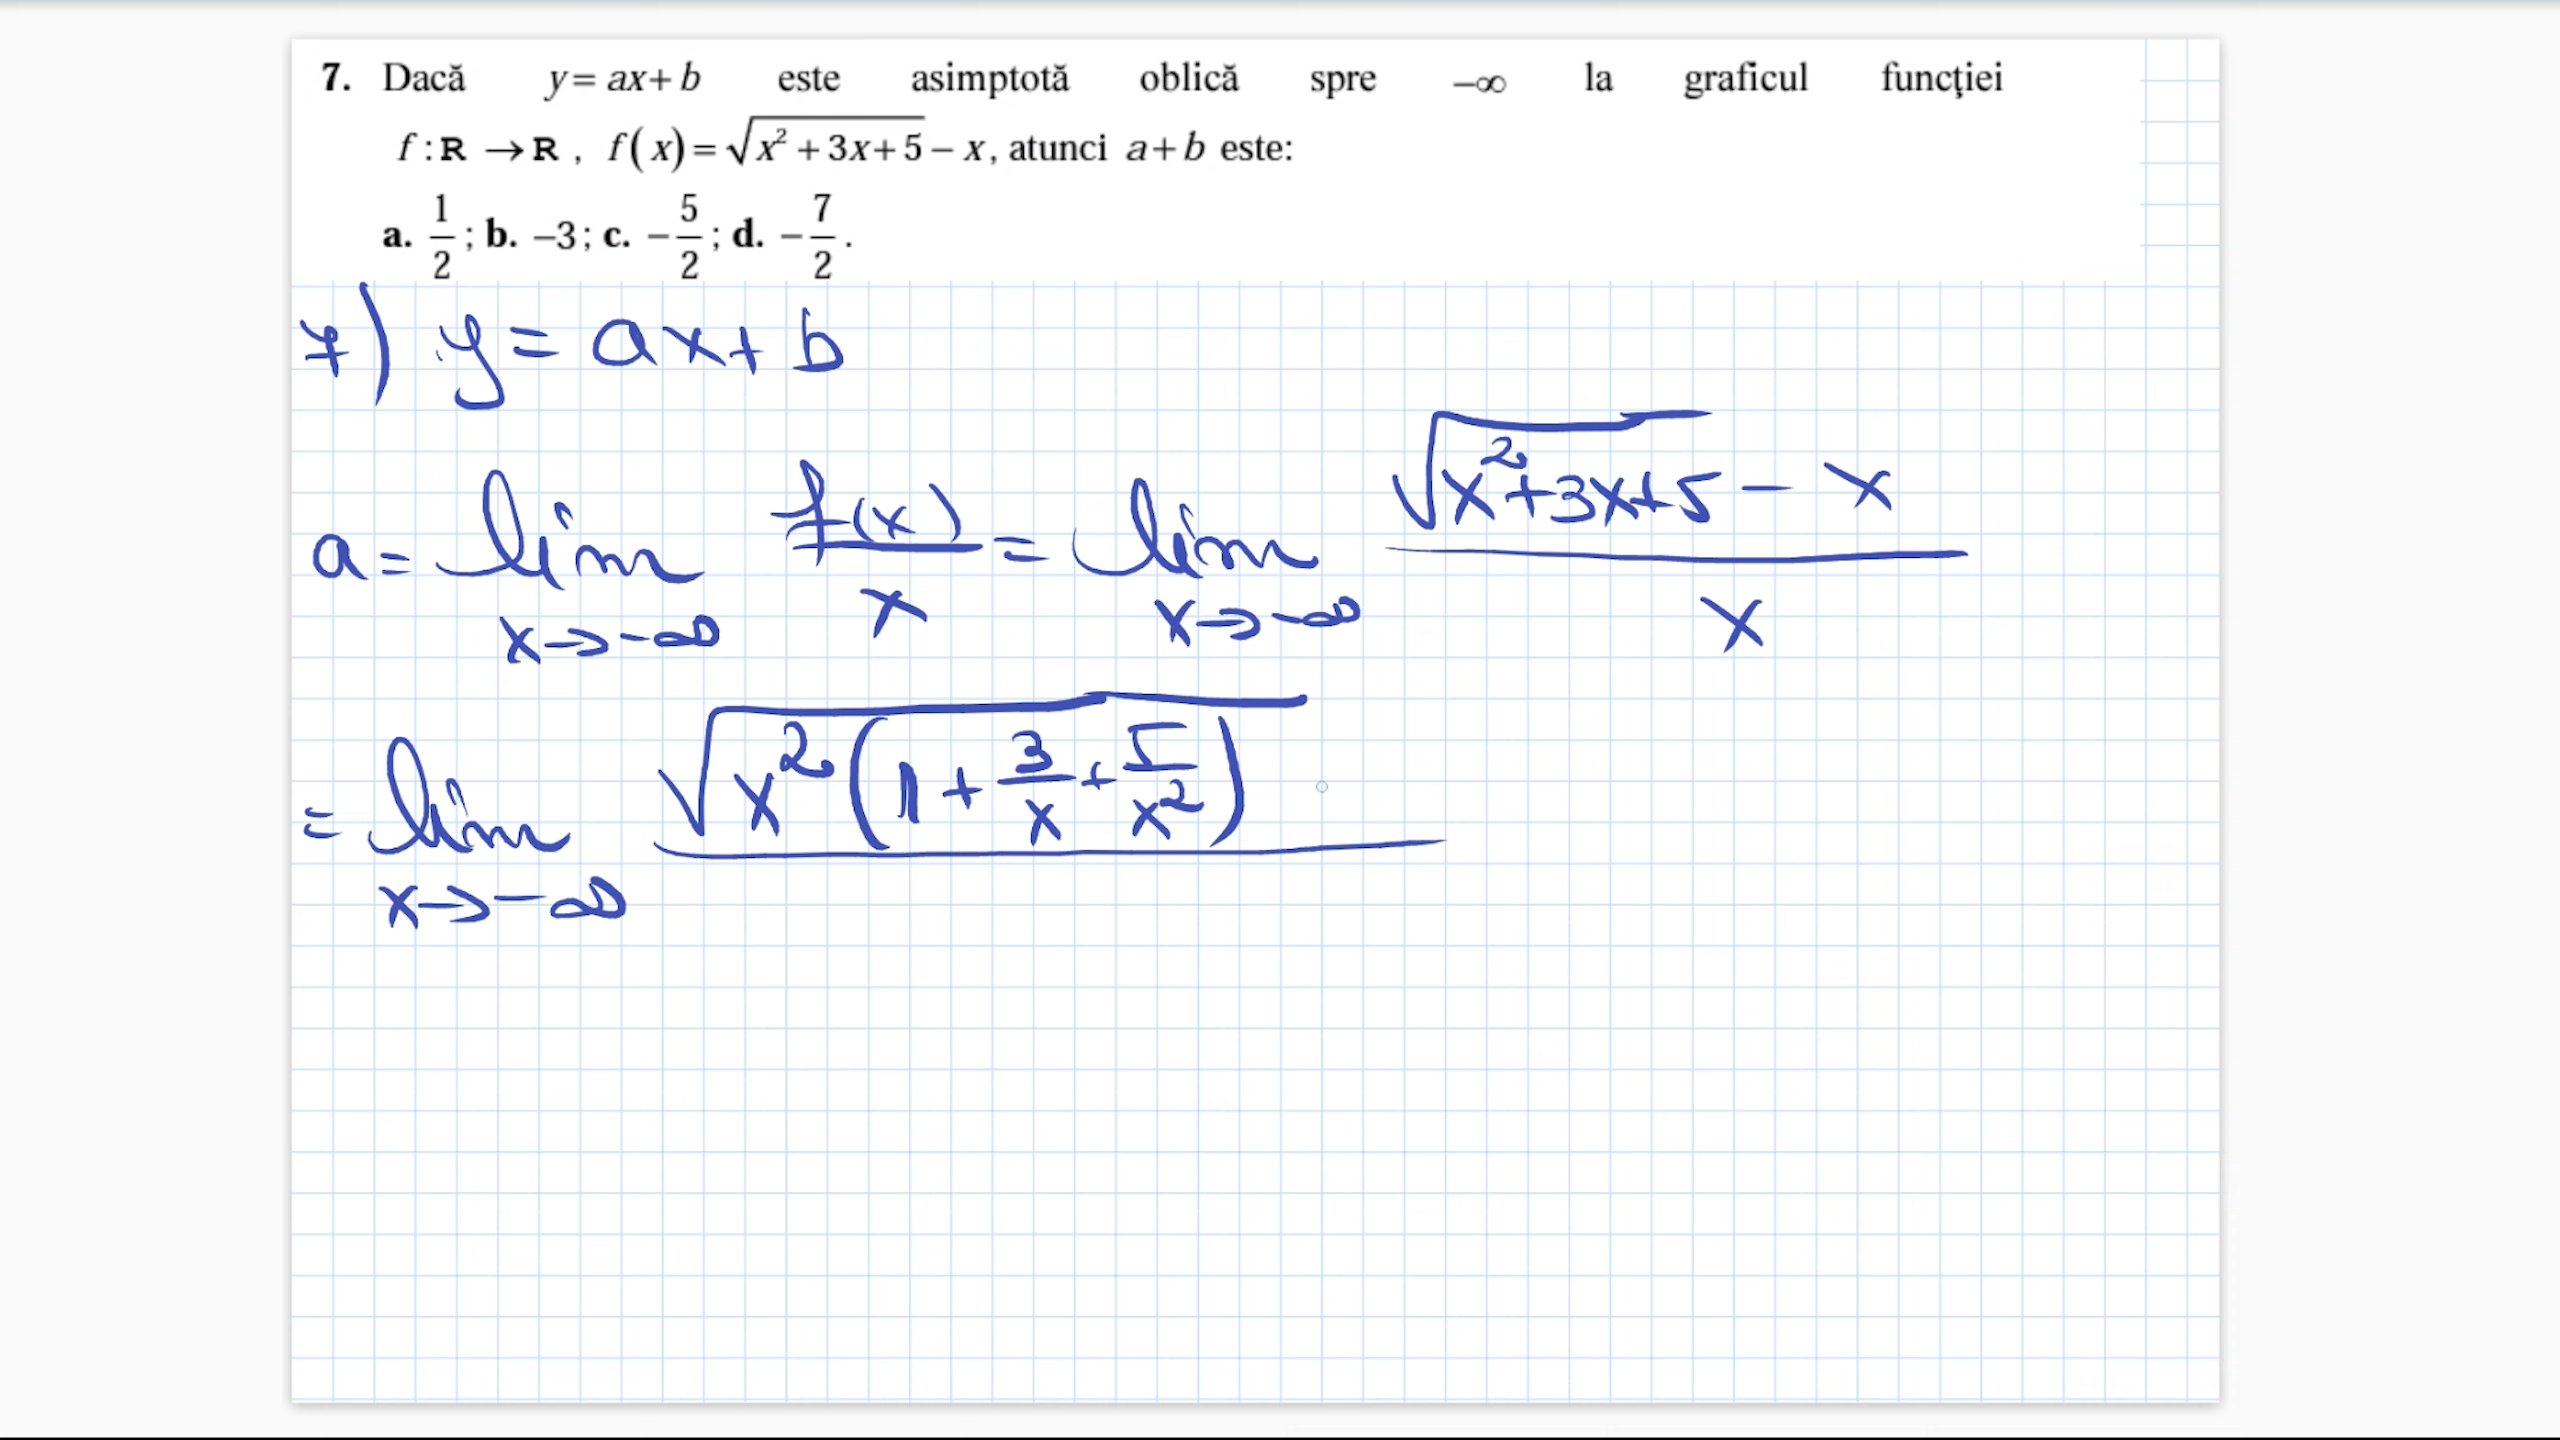 7. Dacă y= ax+ b este asimptotă oblică spre −∞ la graficul funcţiei
f : R → R , f(x)= √(x² + 3x+ 5) − x, atunci a+b este:
a. 1/2 ; b. −3; c. −5/2 ; d. −7/2 .
7) y = ax + b
a = lim x→−∞ f(x)/x = lim x→−∞ (√(x²+3x+5) − x)/x
= lim x→−∞ √(x²(1 + 3/x + 5/x²))